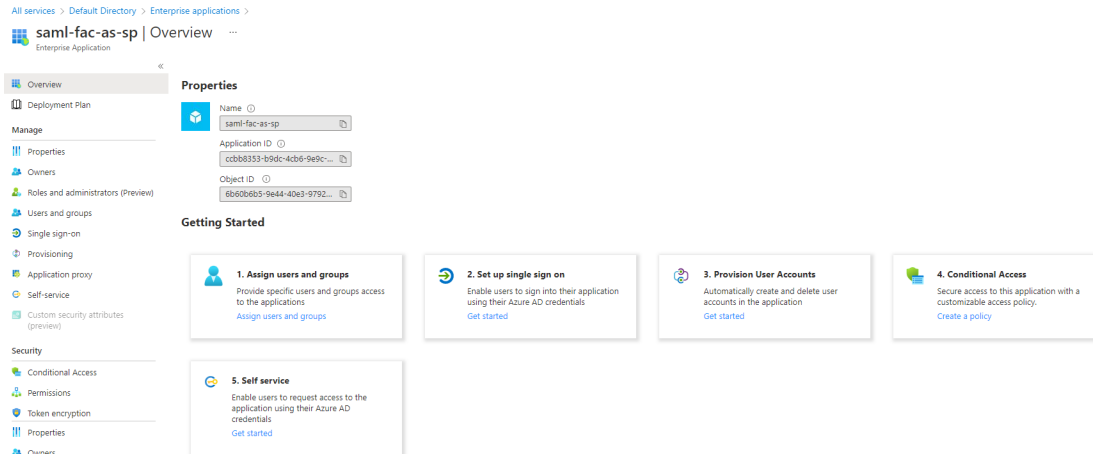 All services > Default Directory > Enterprise applications >
saml-fac-as-sp | Overview ...
Enterprise Application
«
Overview
Deployment Plan
Manage
Properties
Owners
Roles and administrators (Preview)
Users and groups
Single sign-on
Provisioning
Application proxy
Self-service
Custom security attributes
(preview)
Security
Conditional Access
Permissions
Token encryption
Properties
Owners
Properties
Name
saml-fac-as-sp
Application ID
ccbb8353-b9dc-4cb6-9e9c-...
Object ID
6b60b6b5-9e44-40e3-9792...
Getting Started
1. Assign users and groups
Provide specific users and groups access
to the applications
Assign users and groups
2. Set up single sign on
Enable users to sign into their application
using their Azure AD credentials
Get started
3. Provision User Accounts
Automatically create and delete user
accounts in the application
Get started
4. Conditional Access
Secure access to this application with a
customizable access policy.
Create a policy
5. Self service
Enable users to request access to the
application using their Azure AD
credentials
Get started